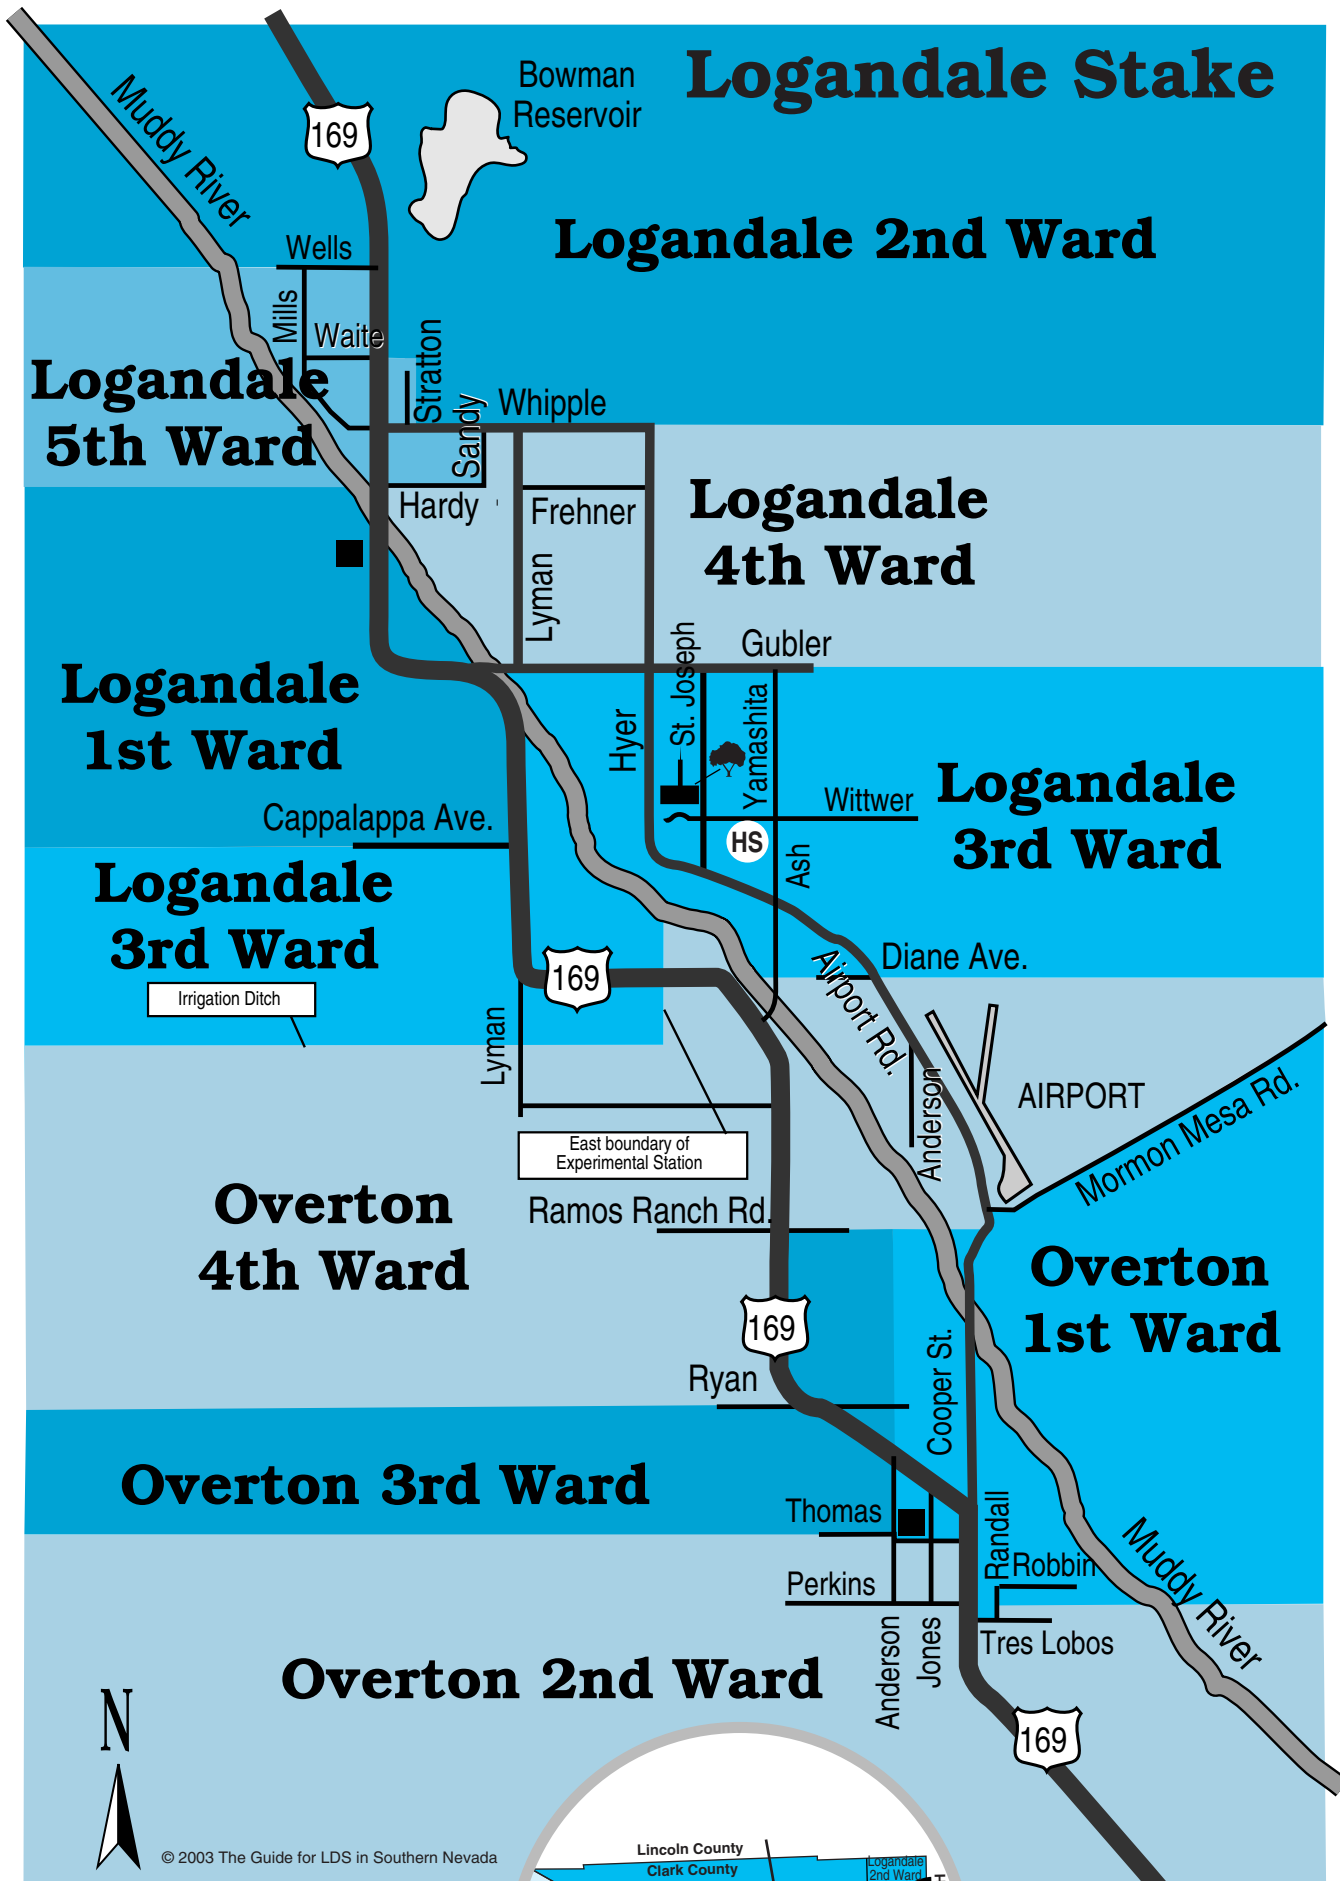 Logandale Stake
Bowman
Reservoir
Muddy River
169
Logandale 2nd Ward
Wells
Mills
Waite
Stratton
Sandy
Whipple
Logandale
5th Ward
Hardy
Frehner
Lyman
Logandale
4th Ward
Gubler
St. Joseph
Logandale
1st Ward
Hyer
Yamashita
Wittwer
Logandale
3rd Ward
Cappalappa Ave.
HS
Ash
Logandale
3rd Ward
Diane Ave.
Airport Rd.
169
Irrigation Ditch
Lyman
Anderson
AIRPORT
Mormon Mesa Rd.
East boundary of
Experimental Station
Overton
4th Ward
Ramos Ranch Rd.
Overton
1st Ward
169
Cooper St.
Ryan
Overton 3rd Ward
Thomas
Randall
Robbin
Muddy River
Perkins
Anderson
Jones
Tres Lobos
Overton 2nd Ward
169
N
© 2003 The Guide for LDS in Southern Nevada
Lincoln County
Clark County
Logandale
2nd Ward